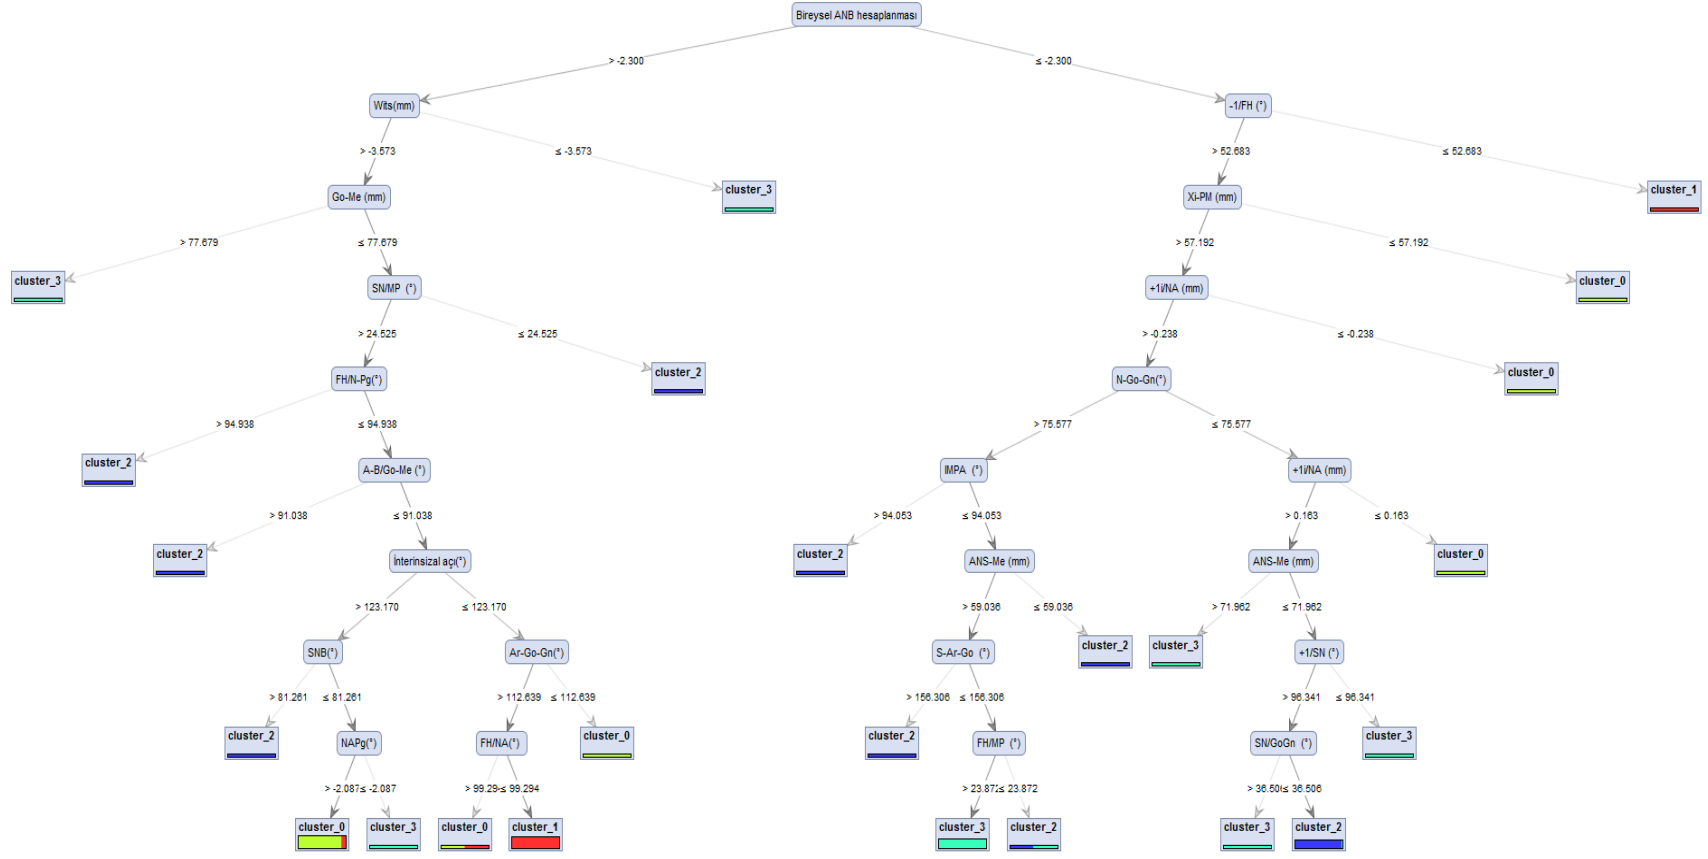 Bireysel ANB hesaplanması
> -2.300
≤ -2.300
Wits(mm)
-1/FH (°)
> -3.573
≤ -3.573
> 52.683
≤ 52.683
Go-Me (mm)
cluster_3
Xi-PM (mm)
cluster_1
> 77.679
≤ 77.679
> 57.192
≤ 57.192
cluster_3
SN/MP (°)
+1i/NA (mm)
cluster_0
> 24.525
≤ 24.525
> -0.238
≤ -0.238
FH/N-Pg(°)
cluster_2
N-Go-Gn(°)
cluster_0
> 94.938
≤ 94.938
> 75.577
≤ 75.577
cluster_2
A-B/Go-Me (°)
IMPA (°)
+1i/NA (mm)
> 91.038
≤ 91.038
> 94.053
≤ 94.053
> 0.163
≤ 0.163
cluster_2
İnterinsizal açı(°)
cluster_2
ANS-Me (mm)
ANS-Me (mm)
cluster_0
> 123.170
≤ 123.170
> 59.036
≤ 59.036
> 71.962
≤ 71.962
SNB(°)
Ar-Go-Gn(°)
S-Ar-Go (°)
cluster_2
cluster_3
+1/SN (°)
> 81.261
≤ 81.261
> 112.639
≤ 112.639
> 156.306
≤ 156.306
> 96.341
≤ 96.341
cluster_2
NAPg(°)
FH/NA(°)
cluster_0
cluster_2
FH/MP (°)
SN/GoGn (°)
cluster_3
> -2.087
≤ -2.087
> 99.294
≤ 99.294
> 23.872
≤ 23.872
> 36.506
≤ 36.506
cluster_0
cluster_3
cluster_0
cluster_1
cluster_3
cluster_2
cluster_3
cluster_2